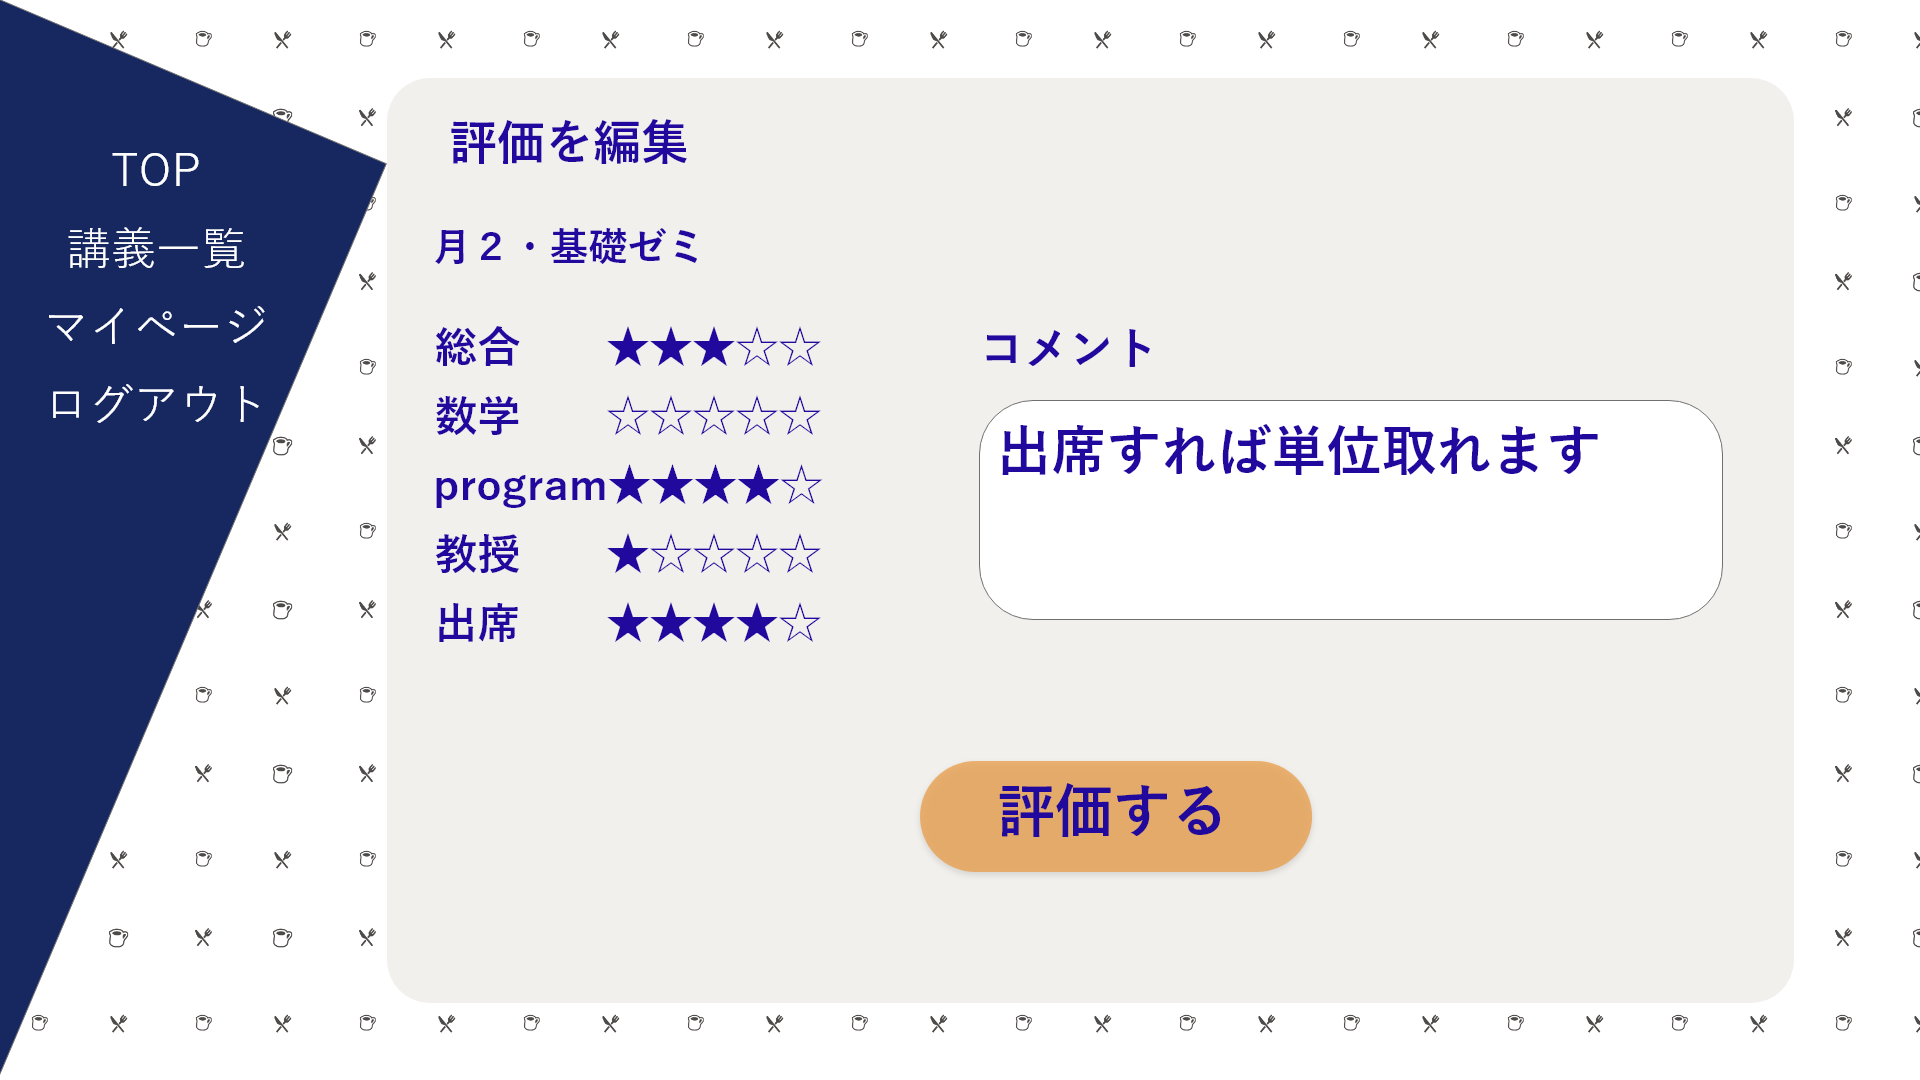 TOP
講義一覧
マイページ
ログアウト
評価を編集
月２・基礎ゼミ
総合 ★★★☆☆
数学 ☆☆☆☆☆
program★★★★☆
教授 ★☆☆☆☆
出席 ★★★★☆
コメント
出席すれば単位取れます
評価する